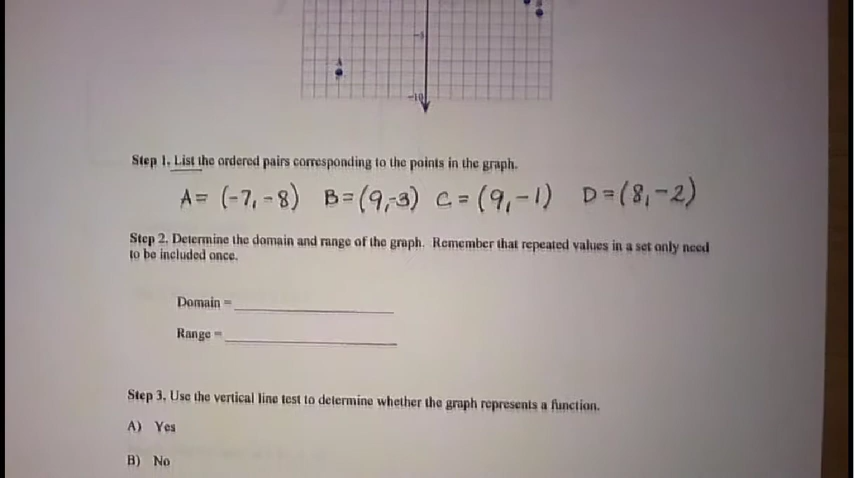 -5
A
-10
Step 1. List the ordered pairs corresponding to the points in the graph.
A= (-7,-8) B=(9,-3) C=(9,-1) D=(8,-2)
Step 2. Determine the domain and range of the graph. Remember that repeated values in a set only need
to be included once.
Domain =
Range =
Step 3. Use the vertical line test to determine whether the graph represents a function.
A) Yes
B) No